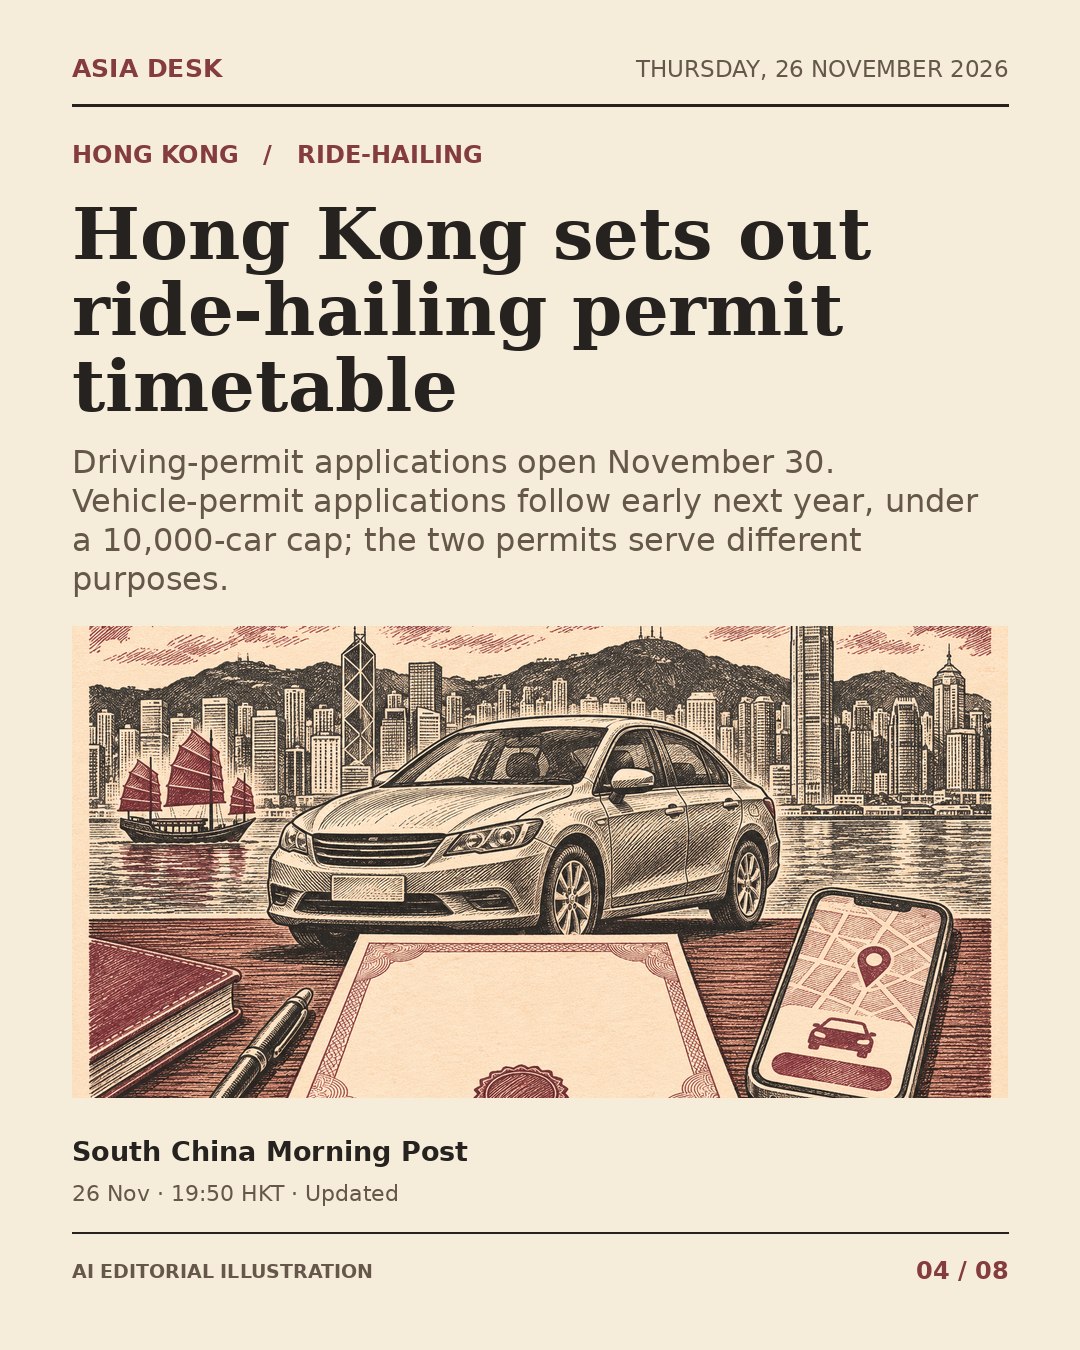 ASIA DESK
THURSDAY, 26 NOVEMBER 2026
HONG KONG / RIDE-HAILING
Hong Kong sets out
ride-hailing permit
timetable
Driving-permit applications open November 30.
Vehicle-permit applications follow early next year, under
a 10,000-car cap; the two permits serve different
purposes.
South China Morning Post
26 Nov · 19:50 HKT · Updated
AI EDITORIAL ILLUSTRATION
04 / 08